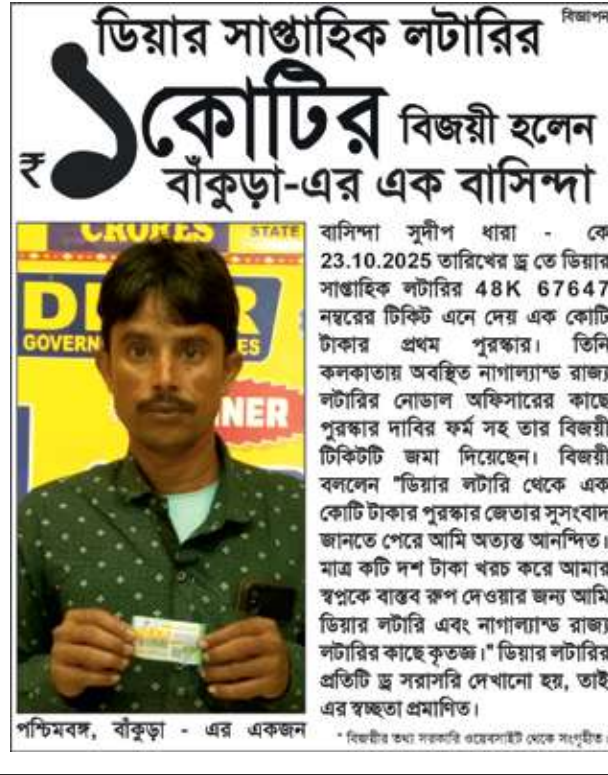 বিজ্ঞাপন
ডিয়ার সাপ্তাহিক লটারির
₹১কোটির বিজয়ী হলেন
বাঁকুড়া-এর এক বাসিন্দা
CRORES STATE
D R
GOVERN ES
NER
পশ্চিমবঙ্গ, বাঁকুড়া - এর একজন
বাসিন্দা সুদীপ ধারা - কে
23.10.2025 তারিখের ড্র তে ডিয়ার
সাপ্তাহিক লটারির 48K 67647
নম্বরের টিকিট এনে দেয় এক কোটি
টাকার প্রথম পুরস্কার। তিনি
কলকাতায় অবস্থিত নাগাল্যান্ড রাজ্য
লটারির নোডাল অফিসারের কাছে
পুরস্কার দাবির ফর্ম সহ তার বিজয়ী
টিকিটটি জমা দিয়েছেন। বিজয়ী
বললেন "ডিয়ার লটারি থেকে এক
কোটি টাকার পুরস্কার জেতার সুসংবাদ
জানতে পেরে আমি অত্যন্ত আনন্দিত।
মাত্র কটি দশ টাকা খরচ করে আমার
স্বপ্নকে বাস্তব রুপ দেওয়ার জন্য আমি
ডিয়ার লটারি এবং নাগাল্যান্ড রাজ্য
লটারির কাছে কৃতজ্ঞ।" ডিয়ার লটারির
প্রতিটি ড্র সরাসরি দেখানো হয়, তাই
এর স্বচ্ছতা প্রমাণিত।
* বিজয়ীর তথ্য সরকারি ওয়েবসাইট থেকে সংগৃহীত।